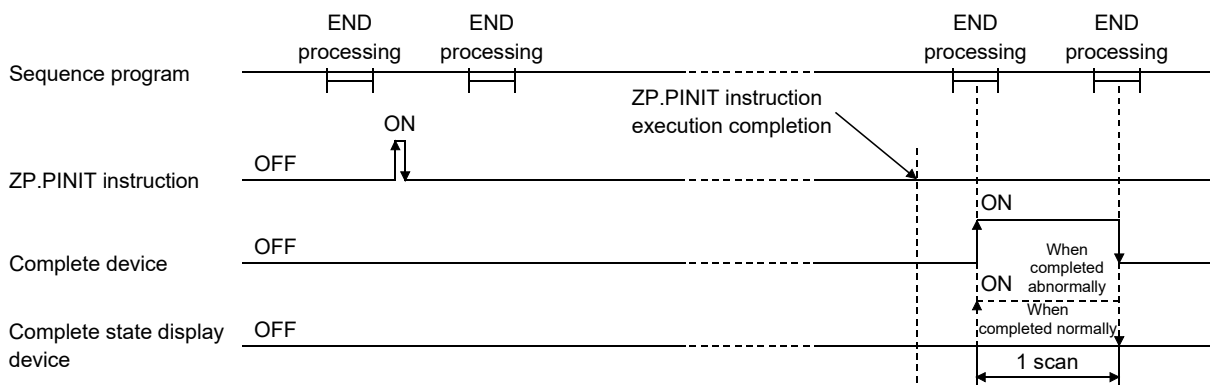 END
processing
END
processing
END
processing
END
processing
Sequence program
ZP.PINIT instruction
execution completion
ON
OFF
ZP.PINIT instruction
ON
OFF
Complete device
When
completed
abnormally
ON
When
completed normally
OFF
Complete state display
device
1 scan